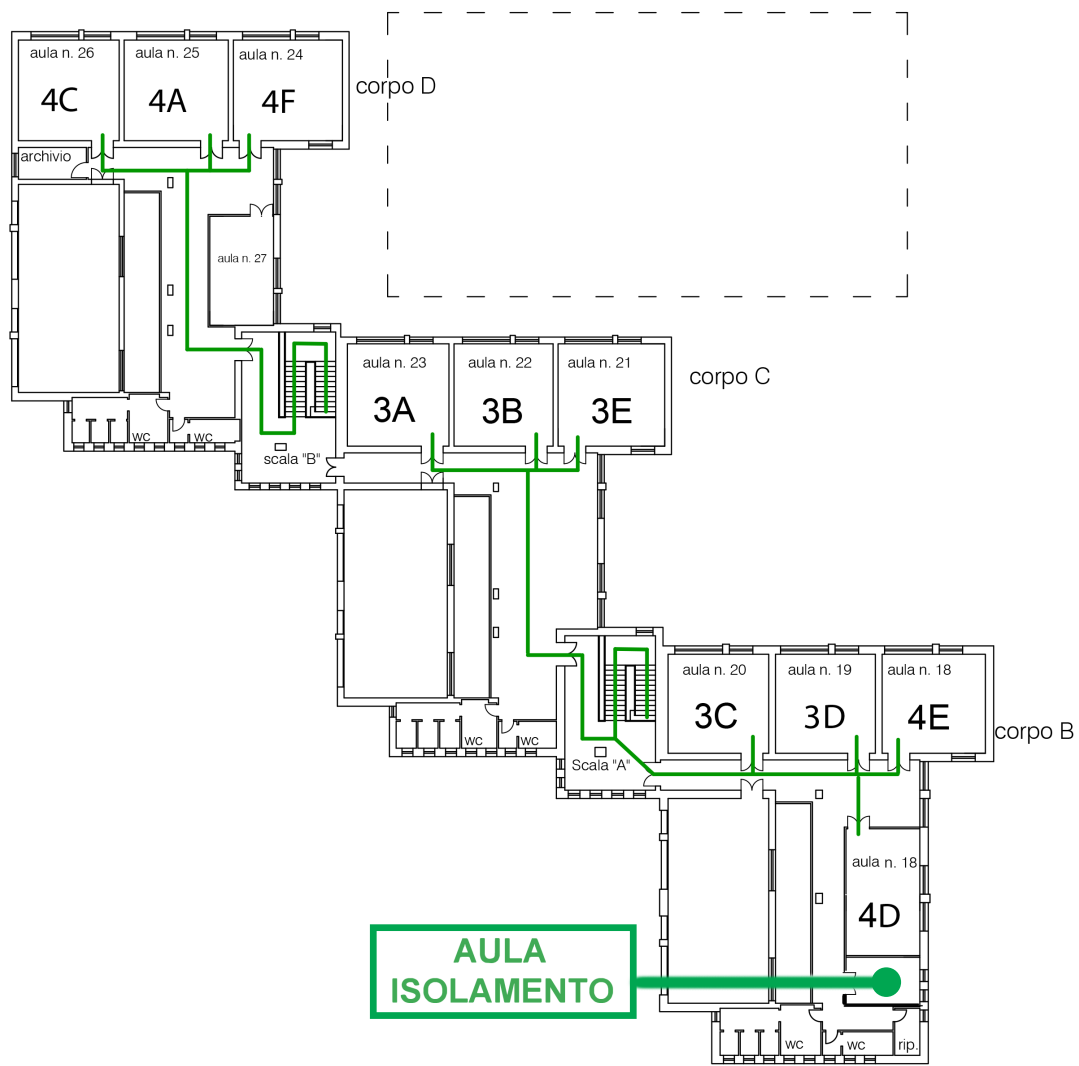 aula n. 26
aula n. 25
aula n. 24
4C
4A
4F
corpo D
archivio
aula n. 27
aula n. 23
aula n. 22
aula n. 21
corpo C
3A
3B
3E
wc
wc
scala "B"
aula n. 20
aula n. 19
aula n. 18
3C
3D
4E
corpo B
wc
wc
Scala "A"
aula n. 18
4D
AULA
ISOLAMENTO
wc
wc
rip.